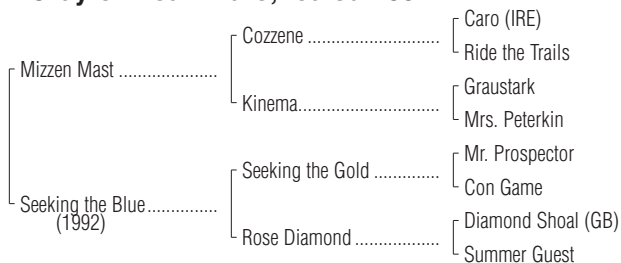 Caro (IRE)
Cozzene
Ride the Trails
Mizzen Mast
Graustark
Kinema
Mrs. Peterkin
Mr. Prospector
Seeking the Gold
Con Game
Seeking the Blue
(1992)
Diamond Shoal (GB)
Rose Diamond
Summer Guest